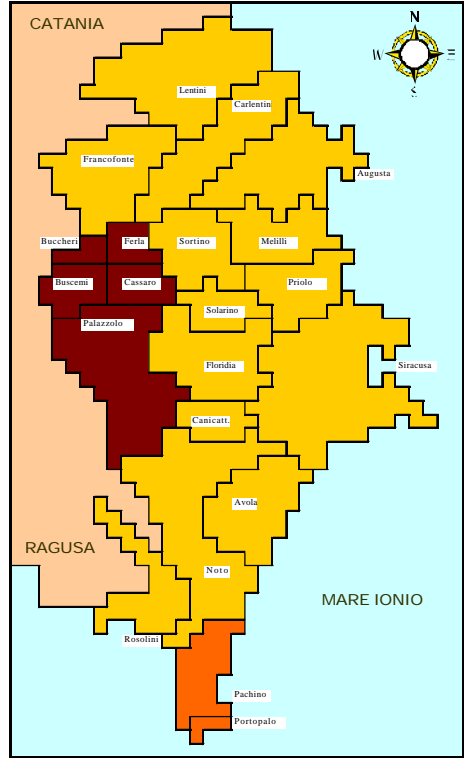 CATANIA
N
W
E
S
Lentini
Carlentin
Francofonte
Augusta
Buccheri
Ferla
Sortino
Melilli
Buscemi
Cassaro
Priolo
Solarino
Palazzolo
Floridia
Siracusa
Canicatt.
Avola
RAGUSA
Noto
MARE IONIO
Rosolini
Pachino
Portopalo